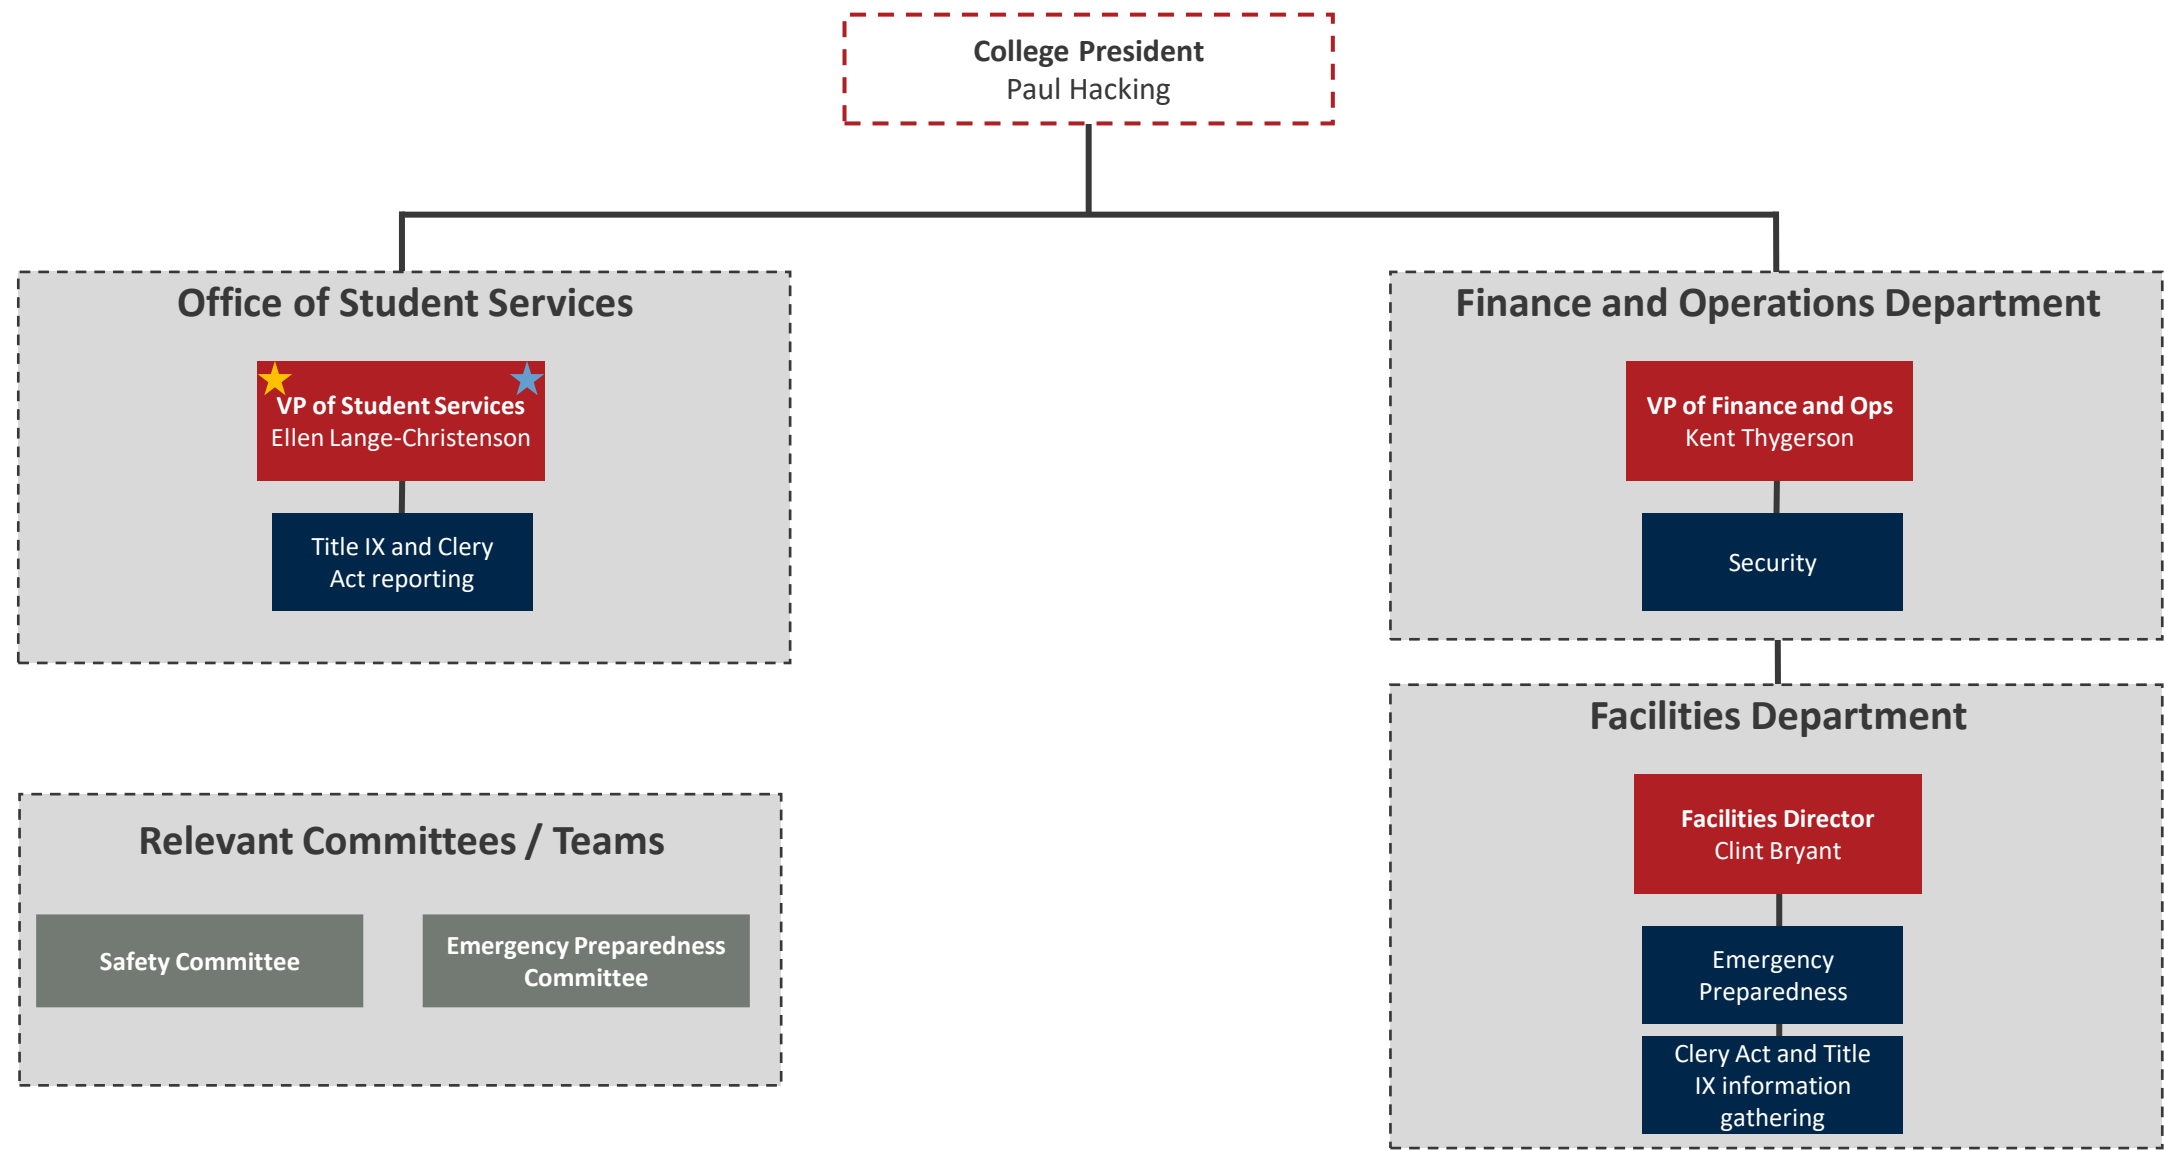 College President
Paul Hacking
Office of Student Services
VP of Student Services
Ellen Lange-Christenson
Title IX and Clery
Act reporting
Finance and Operations Department
VP of Finance and Ops
Kent Thygerson
Security
Facilities Department
Facilities Director
Clint Bryant
Emergency
Preparedness
Clery Act and Title
IX information
gathering
Relevant Committees / Teams
Safety Committee
Emergency Preparedness
Committee